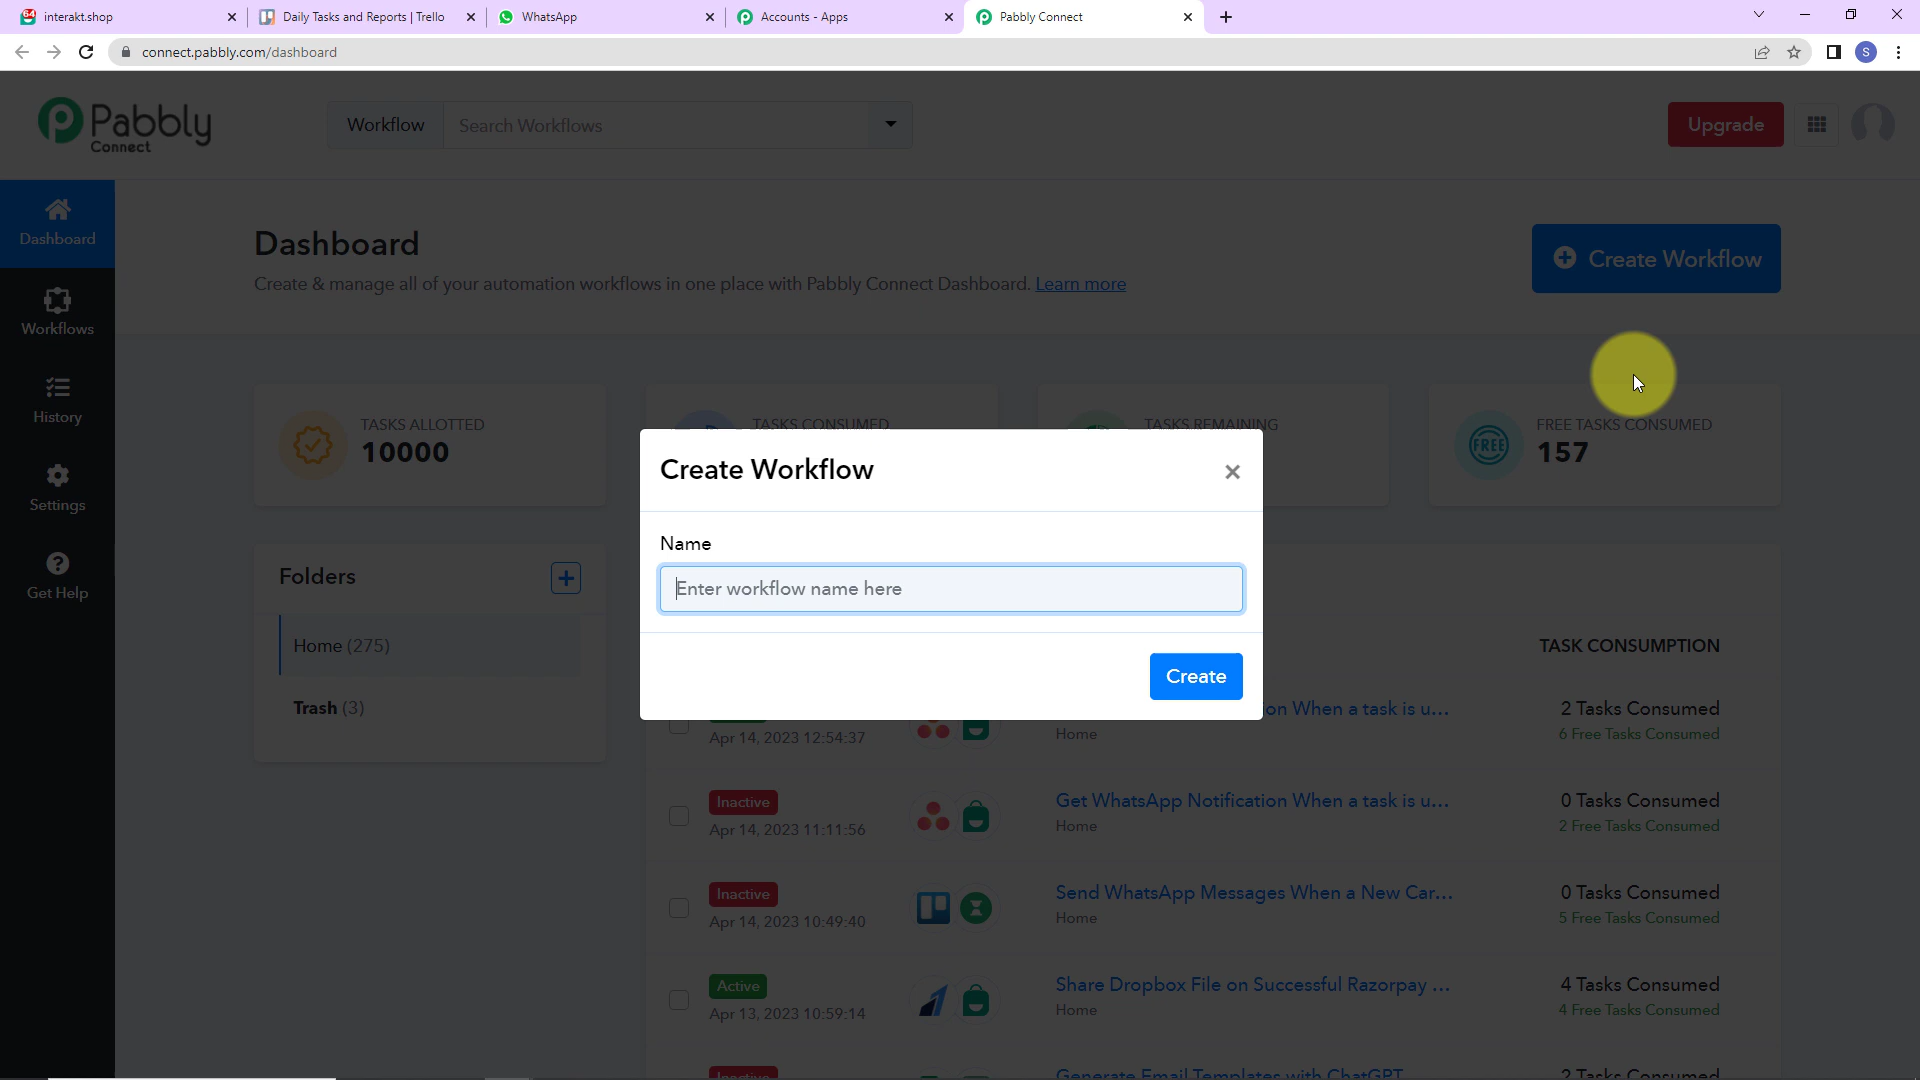 interakt.shop
Daily Tasks and Reports | Trello
WhatsApp
Accounts - Apps
Pabbly Connect
connect.pabbly.com/dashboard
S
Pabbly
Connect
Workflow
Search Workflows
Upgrade
Dashboard
Workflows
History
Settings
Get Help
Dashboard
Create & manage all of your automation workflows in one place with Pabbly Connect Dashboard. Learn more
Create Workflow
TASKS ALLOTTED
10000
TASKS CONSUMED
TASKS REMAINING
FREE TASKS CONSUMED
FREE
157
Folders
Home (275)
Trash (3)
Create Workflow
Name
Enter workflow name here
Create
TASK CONSUMPTION
Apr 14, 2023 12:54:37
on When a task is u...
Home
2 Tasks Consumed
6 Free Tasks Consumed
Inactive
Apr 14, 2023 11:11:56
Get WhatsApp Notification When a task is u...
Home
0 Tasks Consumed
2 Free Tasks Consumed
Inactive
Apr 14, 2023 10:49:40
Send WhatsApp Messages When a New Car...
Home
0 Tasks Consumed
5 Free Tasks Consumed
Active
Apr 13, 2023 10:59:14
Share Dropbox File on Successful Razorpay ...
Home
4 Tasks Consumed
4 Free Tasks Consumed
Inactive
Generate Email Templates with ChatGPT
2 Tasks Consumed